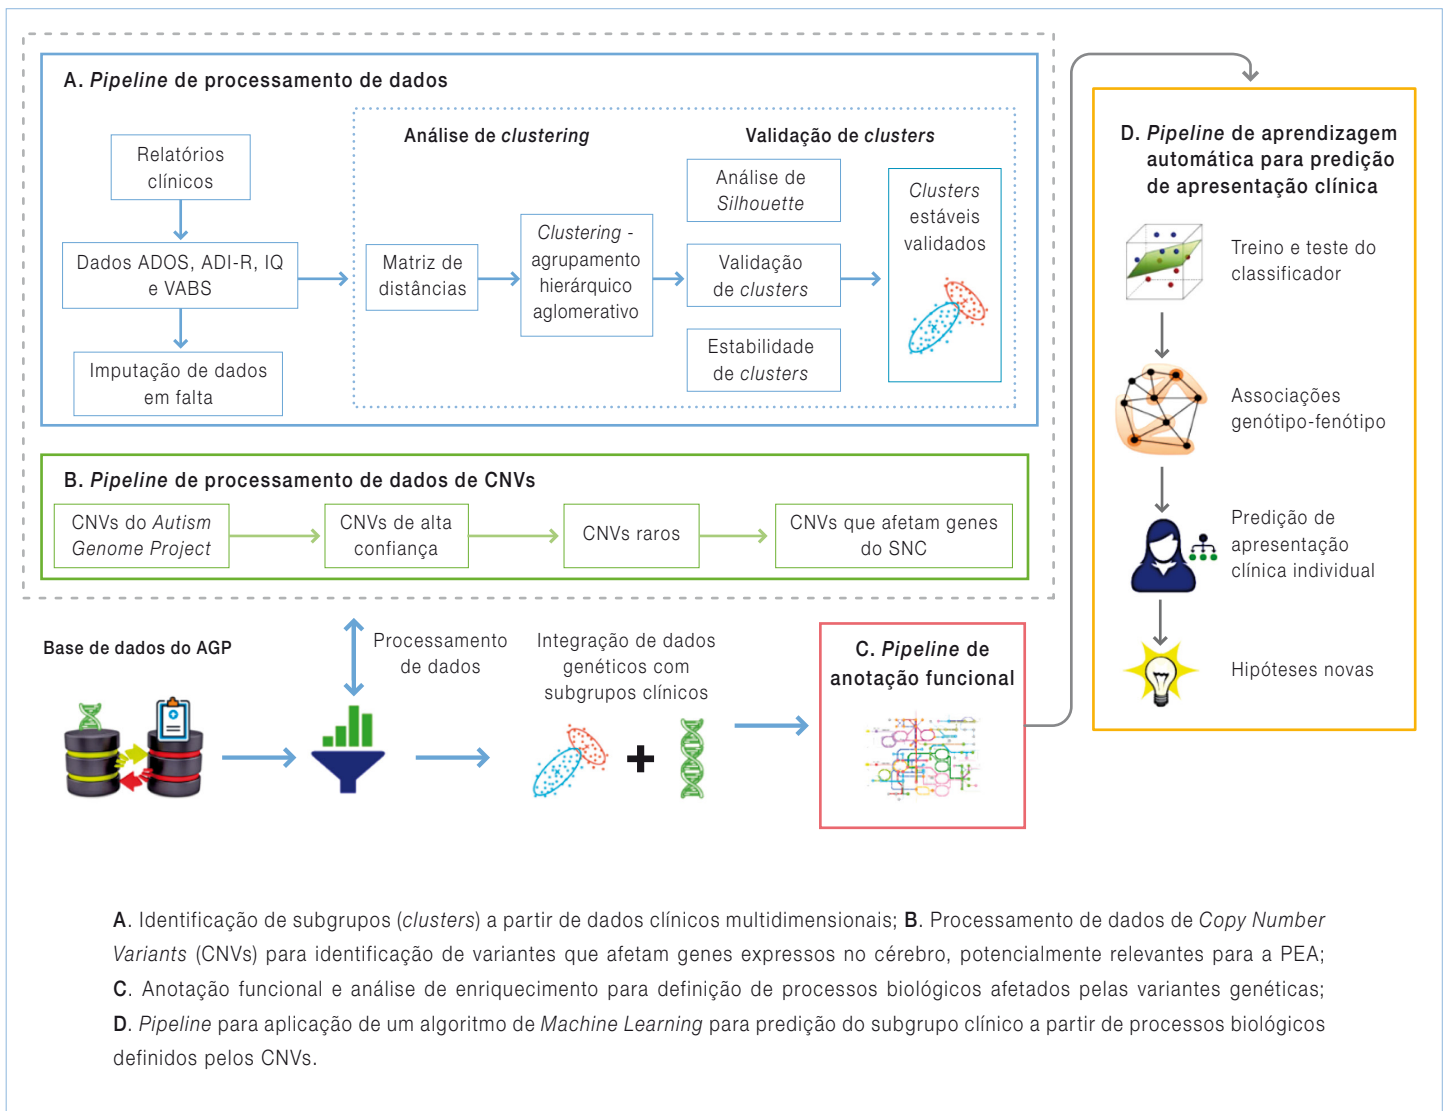 A. Pipeline de processamento de dados
Relatórios
clínicos
Dados ADOS, ADI-R, IQ
e VABS
Imputação de dados
em falta
Análise de clustering
Matriz de
distâncias
Clustering -
agrupamento
hierárquico
aglomerativo
Validação de clusters
Análise de
Silhouette
Validação
de clusters
Estabilidade
de clusters
Clusters
estáveis
validados
B. Pipeline de processamento de dados de CNVs
CNVs do Autism
Genome Project
CNVs de alta
confiança
CNVs raros
CNVs que afetam genes
do SNC
Base de dados do AGP
Processamento
de dados
Integração de dados
genéticos com
subgrupos clínicos
C. Pipeline de
anotação funcional
D. Pipeline de aprendizagem
automática para predição
de apresentação clínica
Treino e teste do
classificador
Associações
genótipo-fenótipo
Predição de
apresentação
clínica individual
Hipóteses novas
A. Identificação de subgrupos (clusters) a partir de dados clínicos multidimensionais; B. Processamento de dados de Copy Number
Variants (CNVs) para identificação de variantes que afetam genes expressos no cérebro, potencialmente relevantes para a PEA;
C. Anotação funcional e análise de enriquecimento para definição de processos biológicos afetados pelas variantes genéticas;
D. Pipeline para aplicação de um algoritmo de Machine Learning para predição do subgrupo clínico a partir de processos biológicos
definidos pelos CNVs.